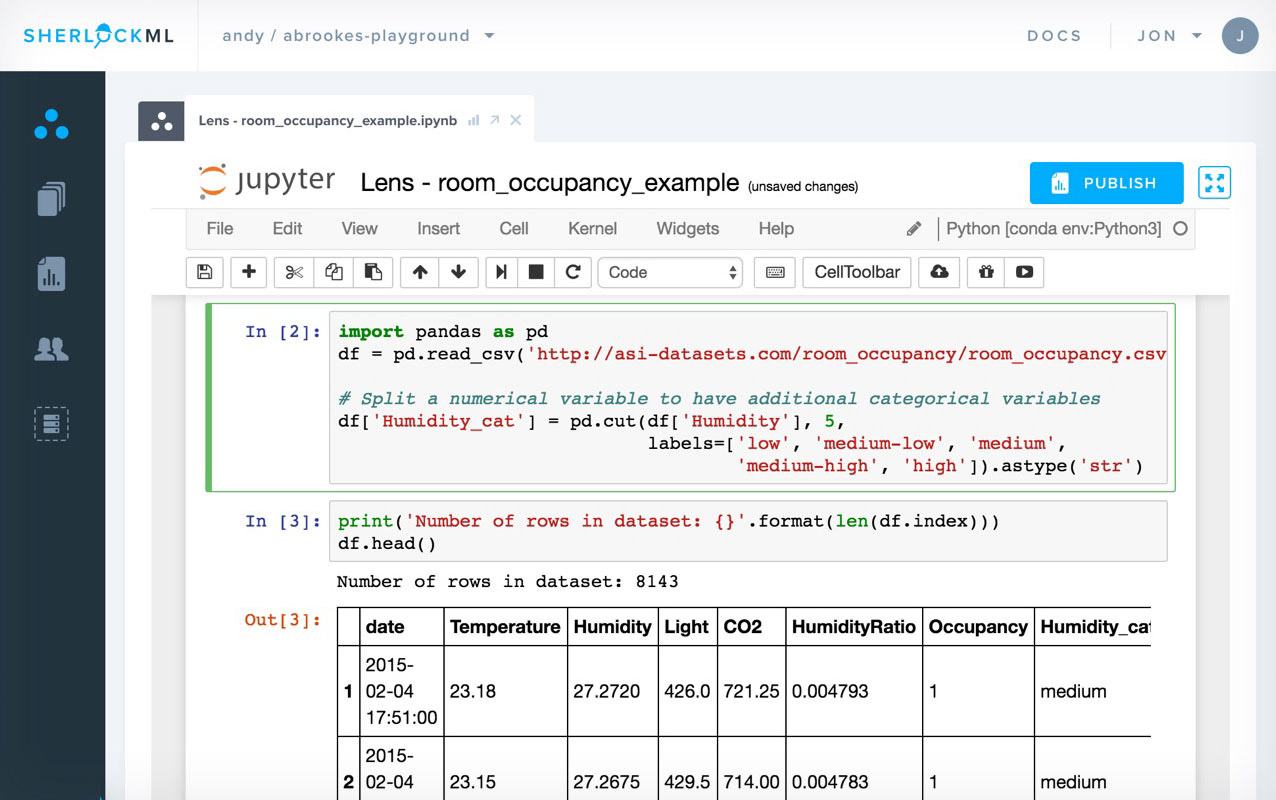 SHERLOCKML
andy / abrookes-playground
DOCS
JON
J
Lens - room_occupancy_example.ipynb
jupyter
Lens - room_occupancy_example (unsaved changes)
PUBLISH
File Edit View Insert Cell Kernel Widgets Help
Python [conda env:Python3]
Code
CellToolbar
In [2]:
import pandas as pd
df = pd.read_csv('http://asi-datasets.com/room_occupancy/room_occupancy.csv
# Split a numerical variable to have additional categorical variables
df['Humidity_cat'] = pd.cut(df['Humidity'], 5,
labels=['low', 'medium-low', 'medium',
'medium-high', 'high']).astype('str')
In [3]:
print('Number of rows in dataset: {}'.format(len(df.index)))
df.head()
Number of rows in dataset: 8143
Out[3]:
date Temperature Humidity Light CO2 HumidityRatio Occupancy Humidity_cat
2015-
02-04
17:51:00
1 23.18 27.2720 426.0 721.25 0.004793 1 medium
2015-
02-04
2 23.15 27.2675 429.5 714.00 0.004783 1 medium